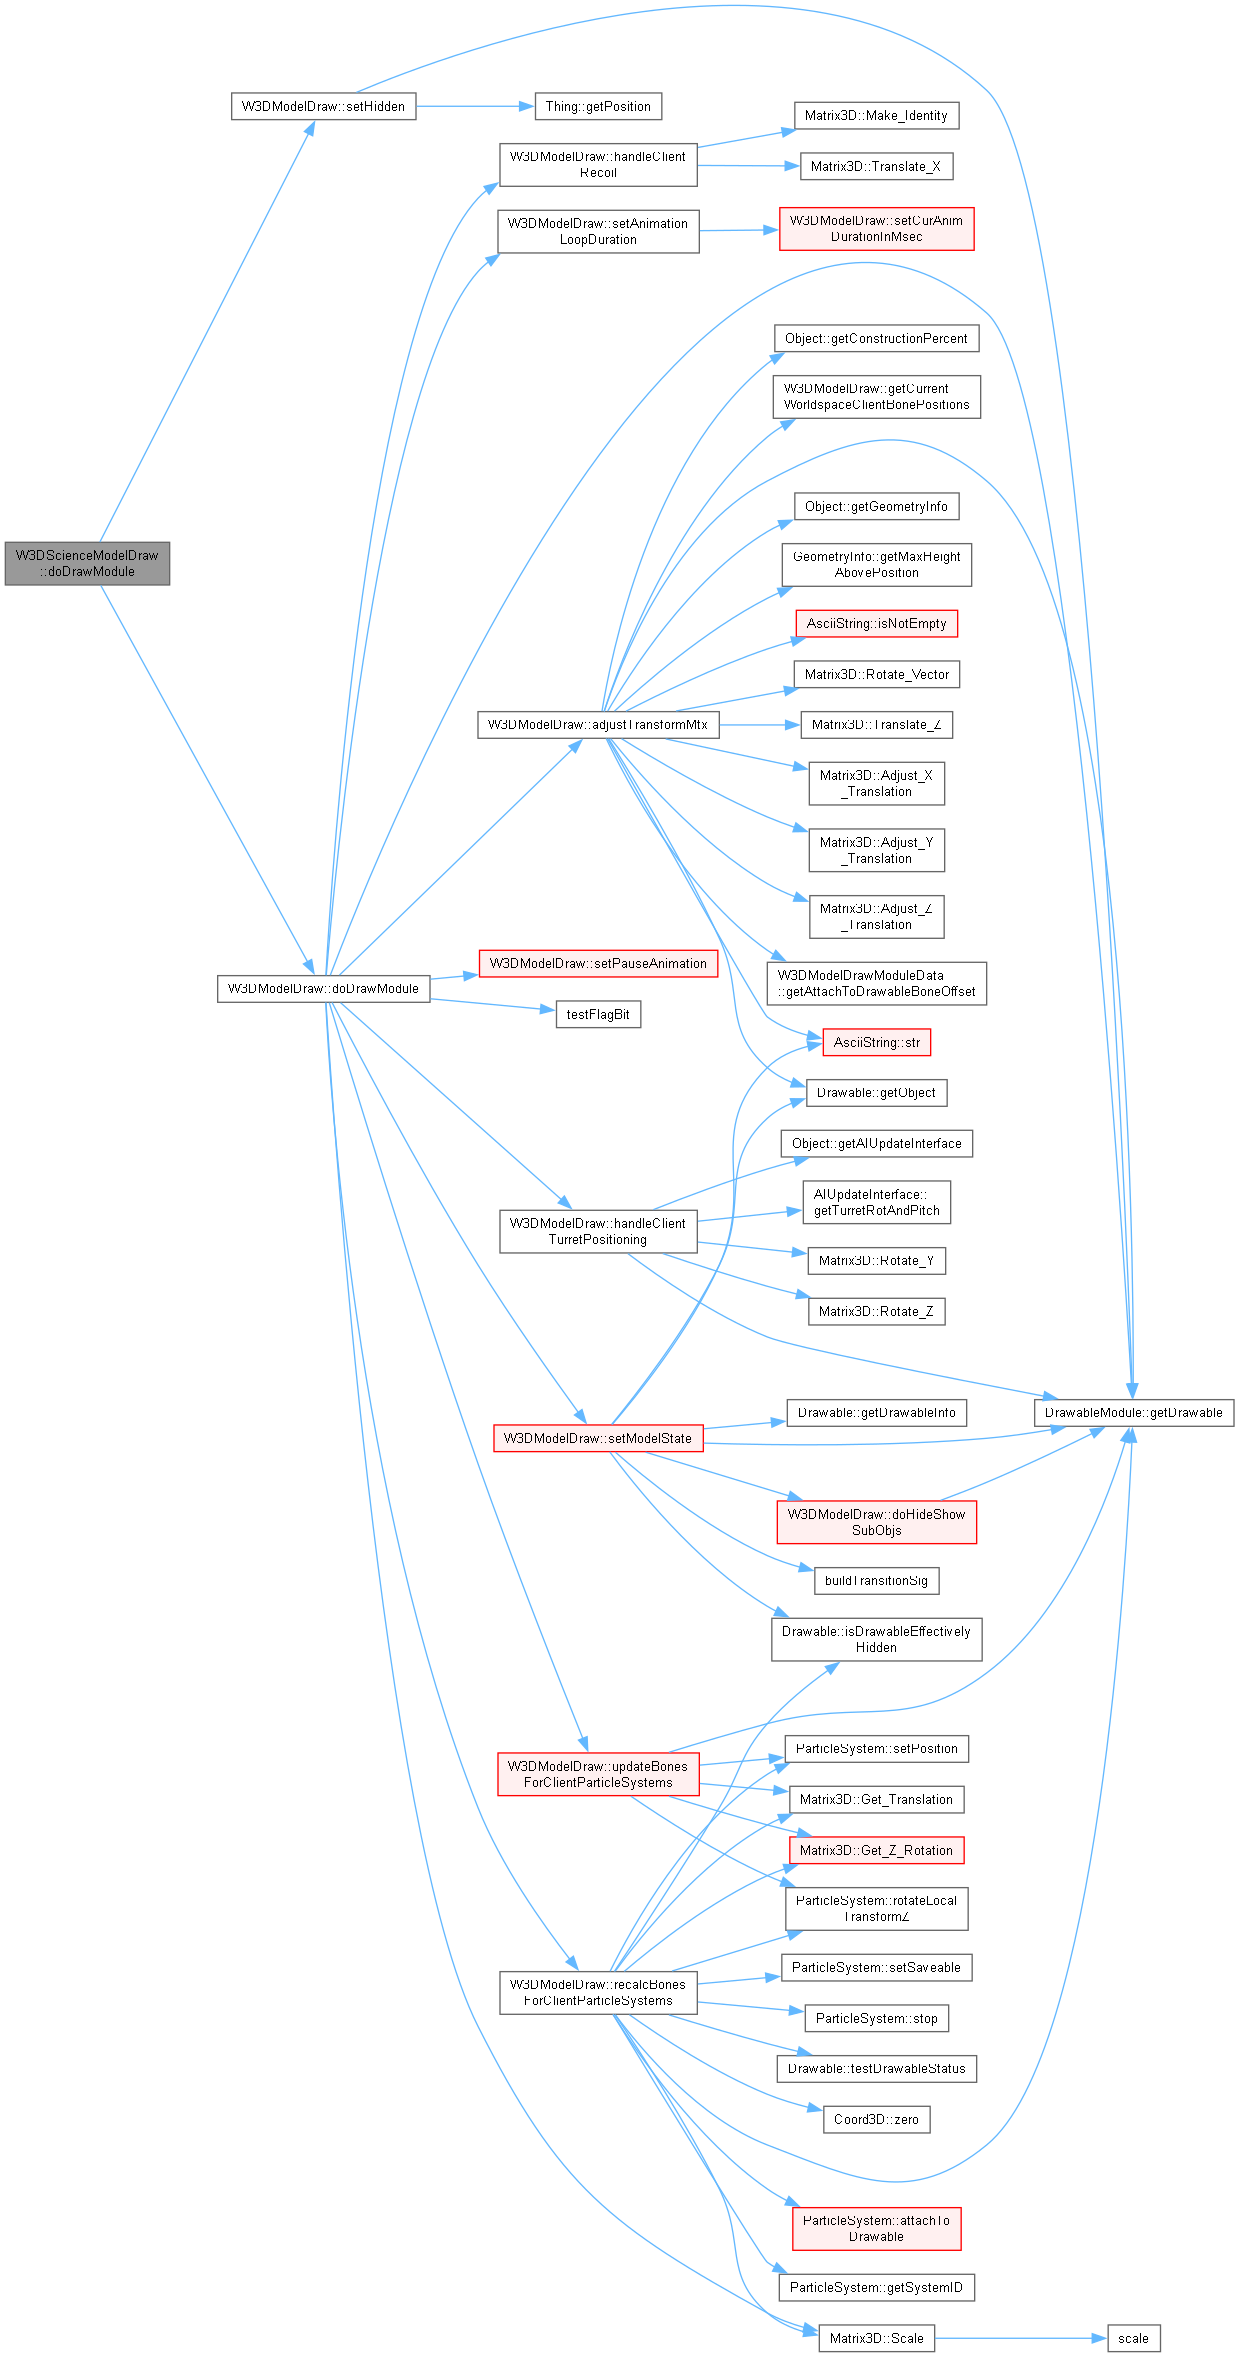 W3DModelDraw::setHidden
Thing::getPosition
Matrix3D::Make_Identity
W3DModelDraw::handleClient
Recoil
Matrix3D::Translate_X
W3DModelDraw::setAnimation
LoopDuration
W3DModelDraw::setCurAnim
DurationInMsec
Object::getConstructionPercent
W3DModelDraw::getCurrent
WorldspaceClientBonePositions
Object::getGeometryInfo
W3DScienceModelDraw
::doDrawModule
GeometryInfo::getMaxHeight
AbovePosition
AsciiString::isNotEmpty
Matrix3D::Rotate_Vector
W3DModelDraw::adjustTransformMtx
Matrix3D::Translate_Z
Matrix3D::Adjust_X
_Translation
Matrix3D::Adjust_Y
_Translation
Matrix3D::Adjust_Z
_Translation
W3DModelDraw::setPauseAnimation
W3DModelDraw::doDrawModule
W3DModelDrawModuleData
::getAttachToDrawableBoneOffset
testFlagBit
AsciiString::str
Drawable::getObject
Object::getAIUpdateInterface
AIUpdateInterface::
getTurretRotAndPitch
W3DModelDraw::handleClient
TurretPositioning
Matrix3D::Rotate_Y
Matrix3D::Rotate_Z
Drawable::getDrawableInfo
DrawableModule::getDrawable
W3DModelDraw::setModelState
W3DModelDraw::doHideShow
SubObjs
buildTransitionSig
Drawable::isDrawableEffectively
Hidden
ParticleSystem::setPosition
W3DModelDraw::updateBones
ForClientParticleSystems
Matrix3D::Get_Translation
Matrix3D::Get_Z_Rotation
ParticleSystem::rotateLocal
TransformZ
ParticleSystem::setSaveable
W3DModelDraw::recalcBones
ForClientParticleSystems
ParticleSystem::stop
Drawable::testDrawableStatus
Coord3D::zero
ParticleSystem::attachTo
Drawable
ParticleSystem::getSystemID
Matrix3D::Scale
scale